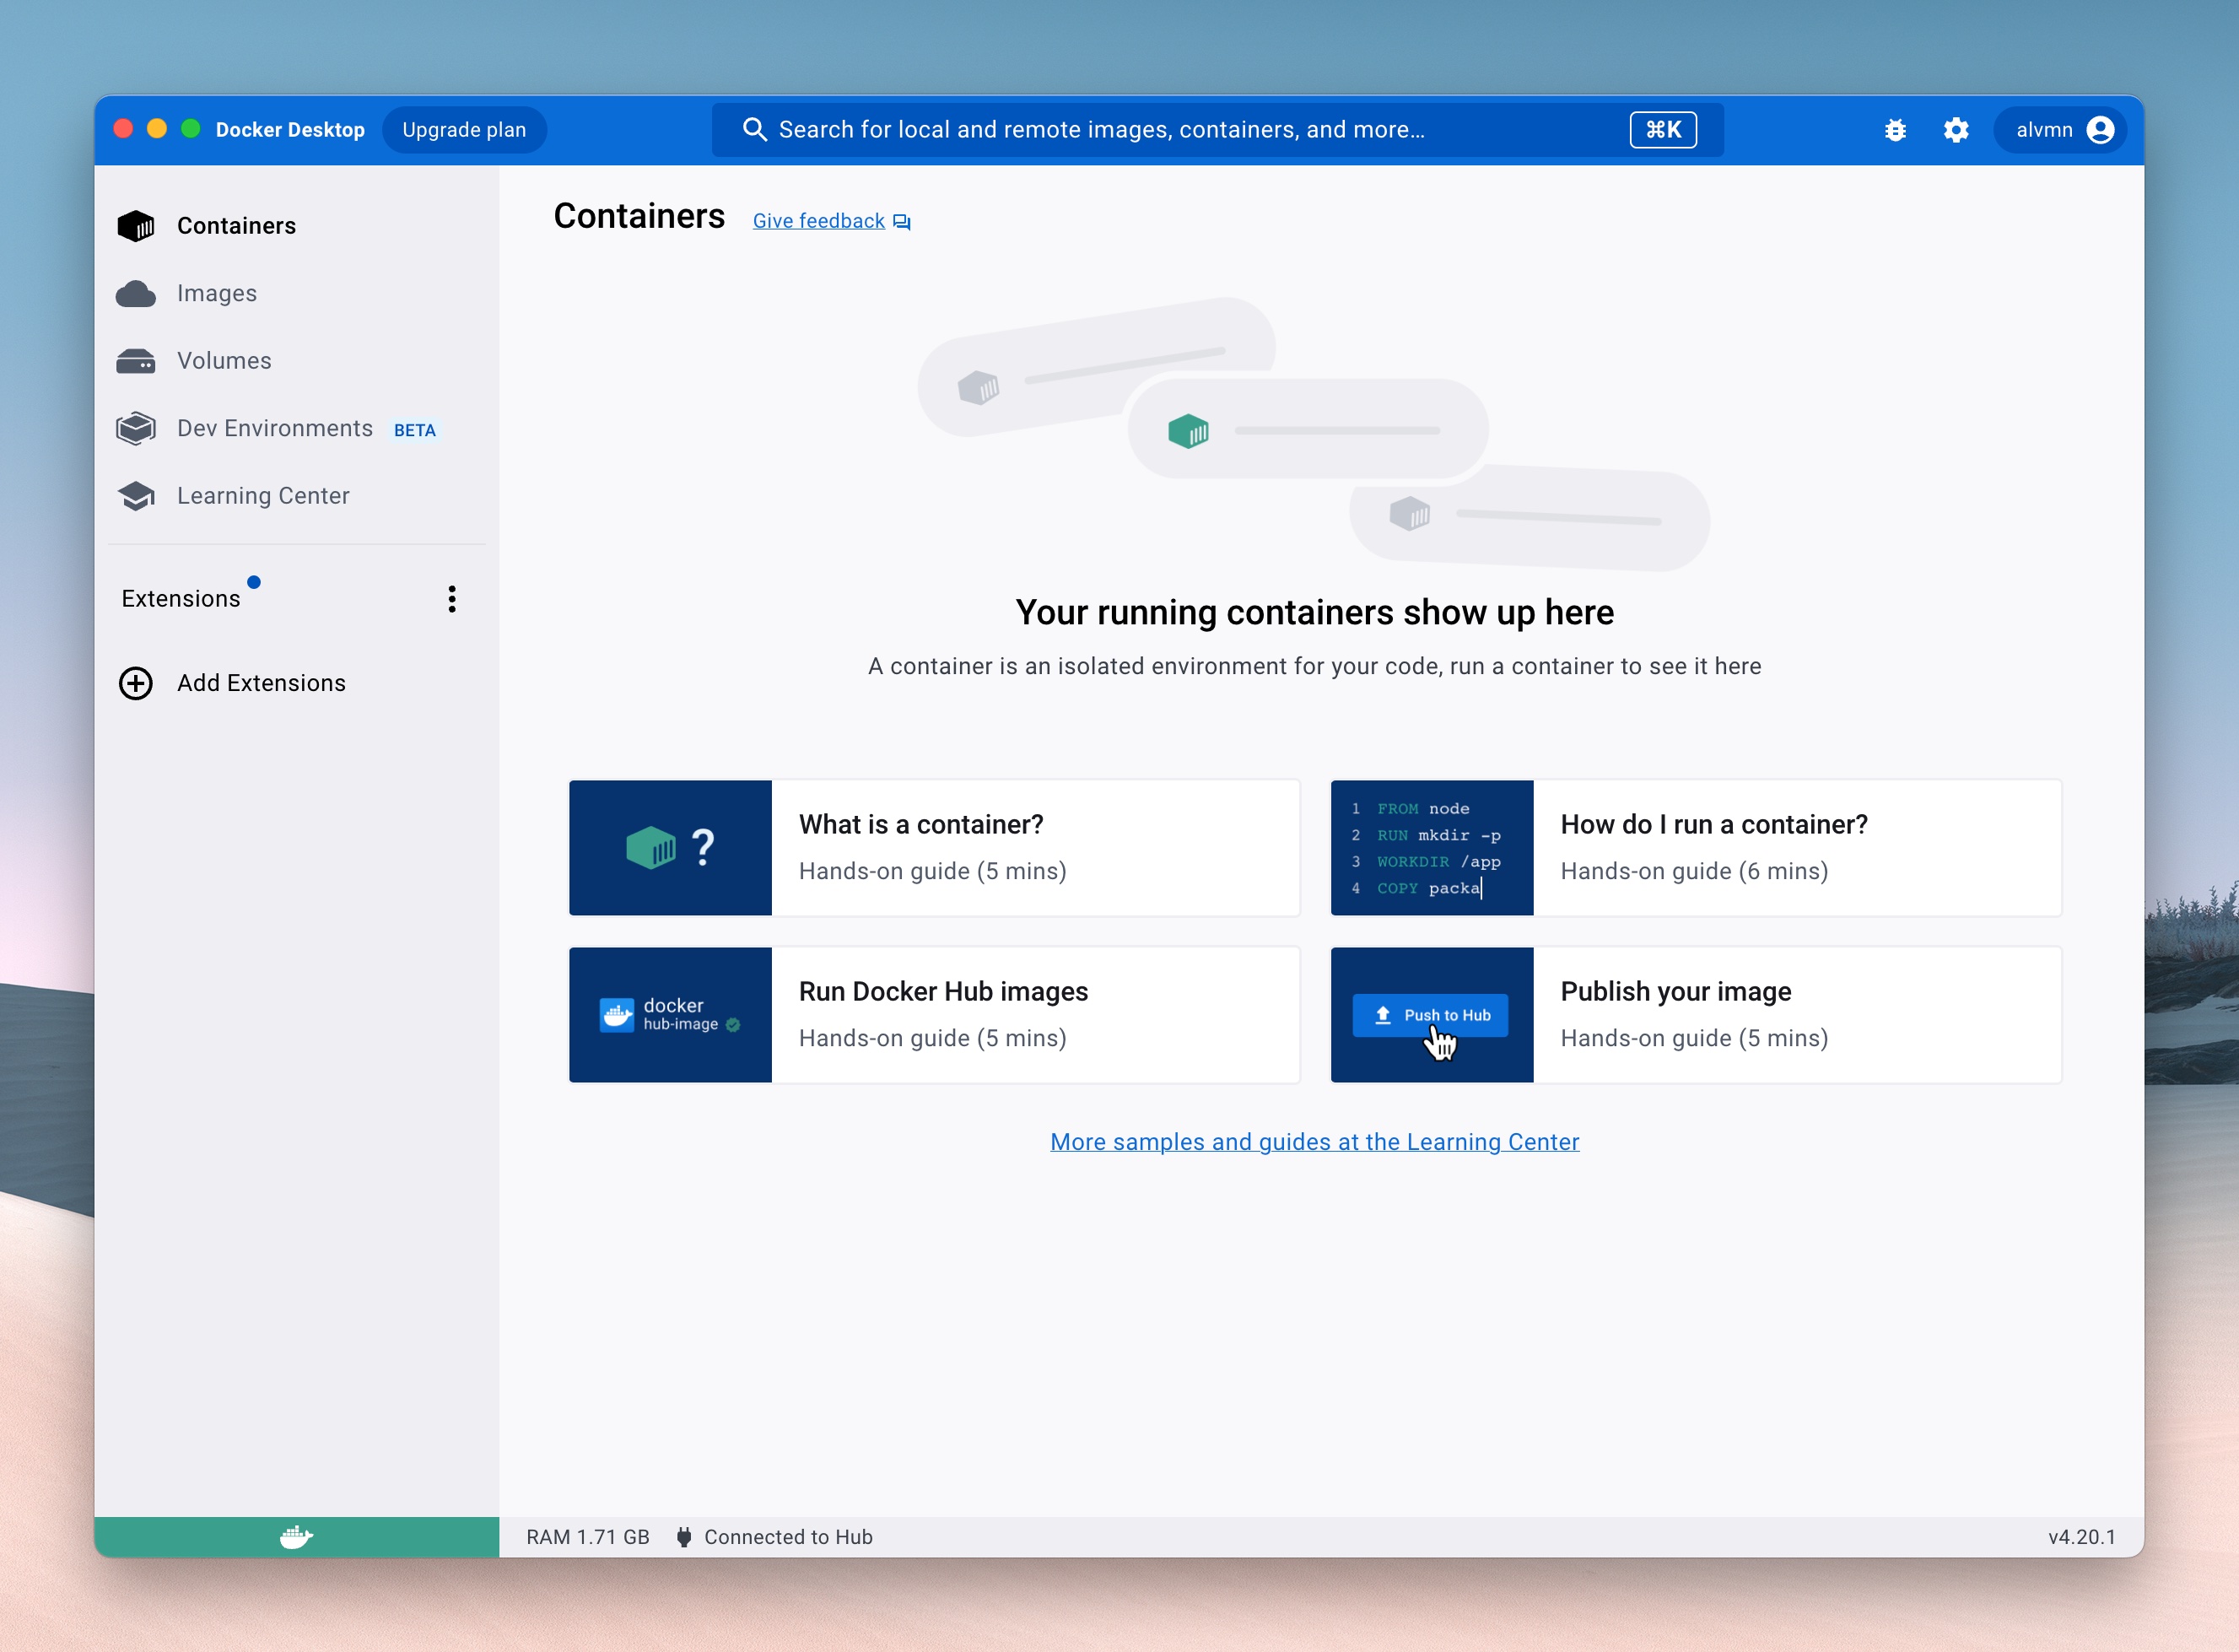 Docker Desktop
Upgrade plan
Search for local and remote images, containers, and more...
⌘K
alvmn
Containers
Images
Volumes
Dev Environments BETA
Learning Center
Extensions
Add Extensions
Containers
Give feedback
Your running containers show up here
A container is an isolated environment for your code, run a container to see it here
?
What is a container?
Hands-on guide (5 mins)
1 FROM node
2 RUN mkdir -p
3 WORKDIR /app
4 COPY packa
How do I run a container?
Hands-on guide (6 mins)
docker
hub-image
Run Docker Hub images
Hands-on guide (5 mins)
Push to Hub
Publish your image
Hands-on guide (5 mins)
More samples and guides at the Learning Center
RAM 1.71 GB
Connected to Hub
v4.20.1